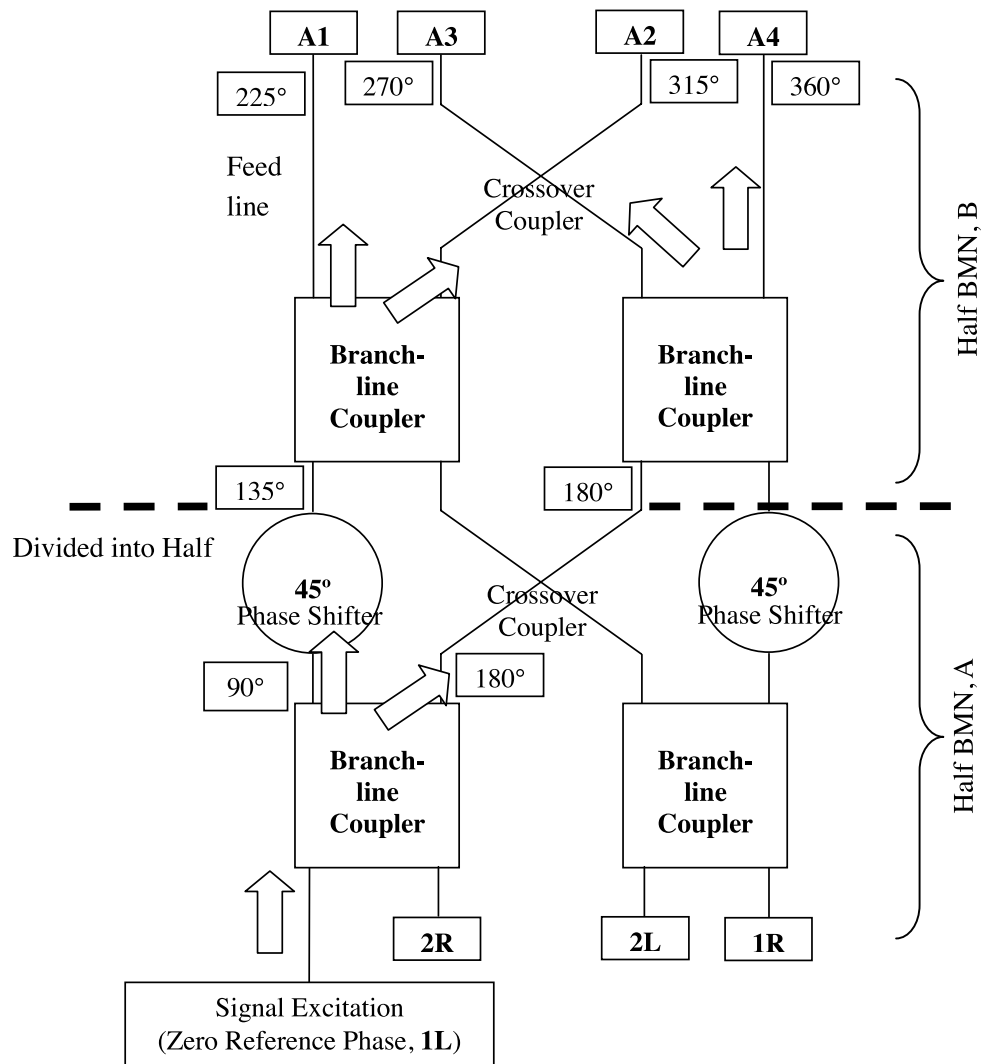 A1
A3
A2
A4
225°
270°
315°
360°
Feed
line
Crossover
Coupler
Half BMN, B
Branch-
line
Coupler
Branch-
line
Coupler
135°
180°
Divided into Half
45º
Phase Shifter
Crossover
Coupler
45º
Phase Shifter
90°
180°
Half BMN, A
Branch-
line
Coupler
Branch-
line
Coupler
2R
2L
1R
Signal Excitation
(Zero Reference Phase, 1L)